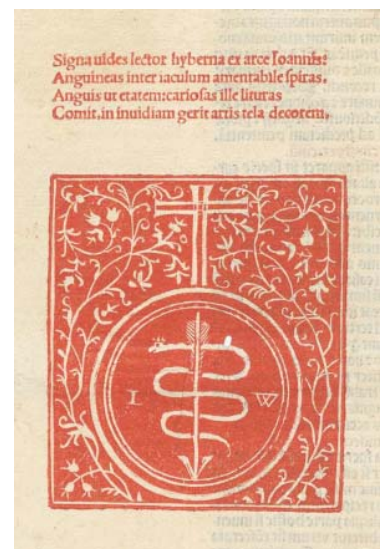 Signa uides lector hyberna ex arce Ioannis:
Anguineas inter iaculum amentabile spiras.
Anguis ut etatem: cariosas ille lituras
Comit, in inuidiam gerit artis tela decorem.
I W